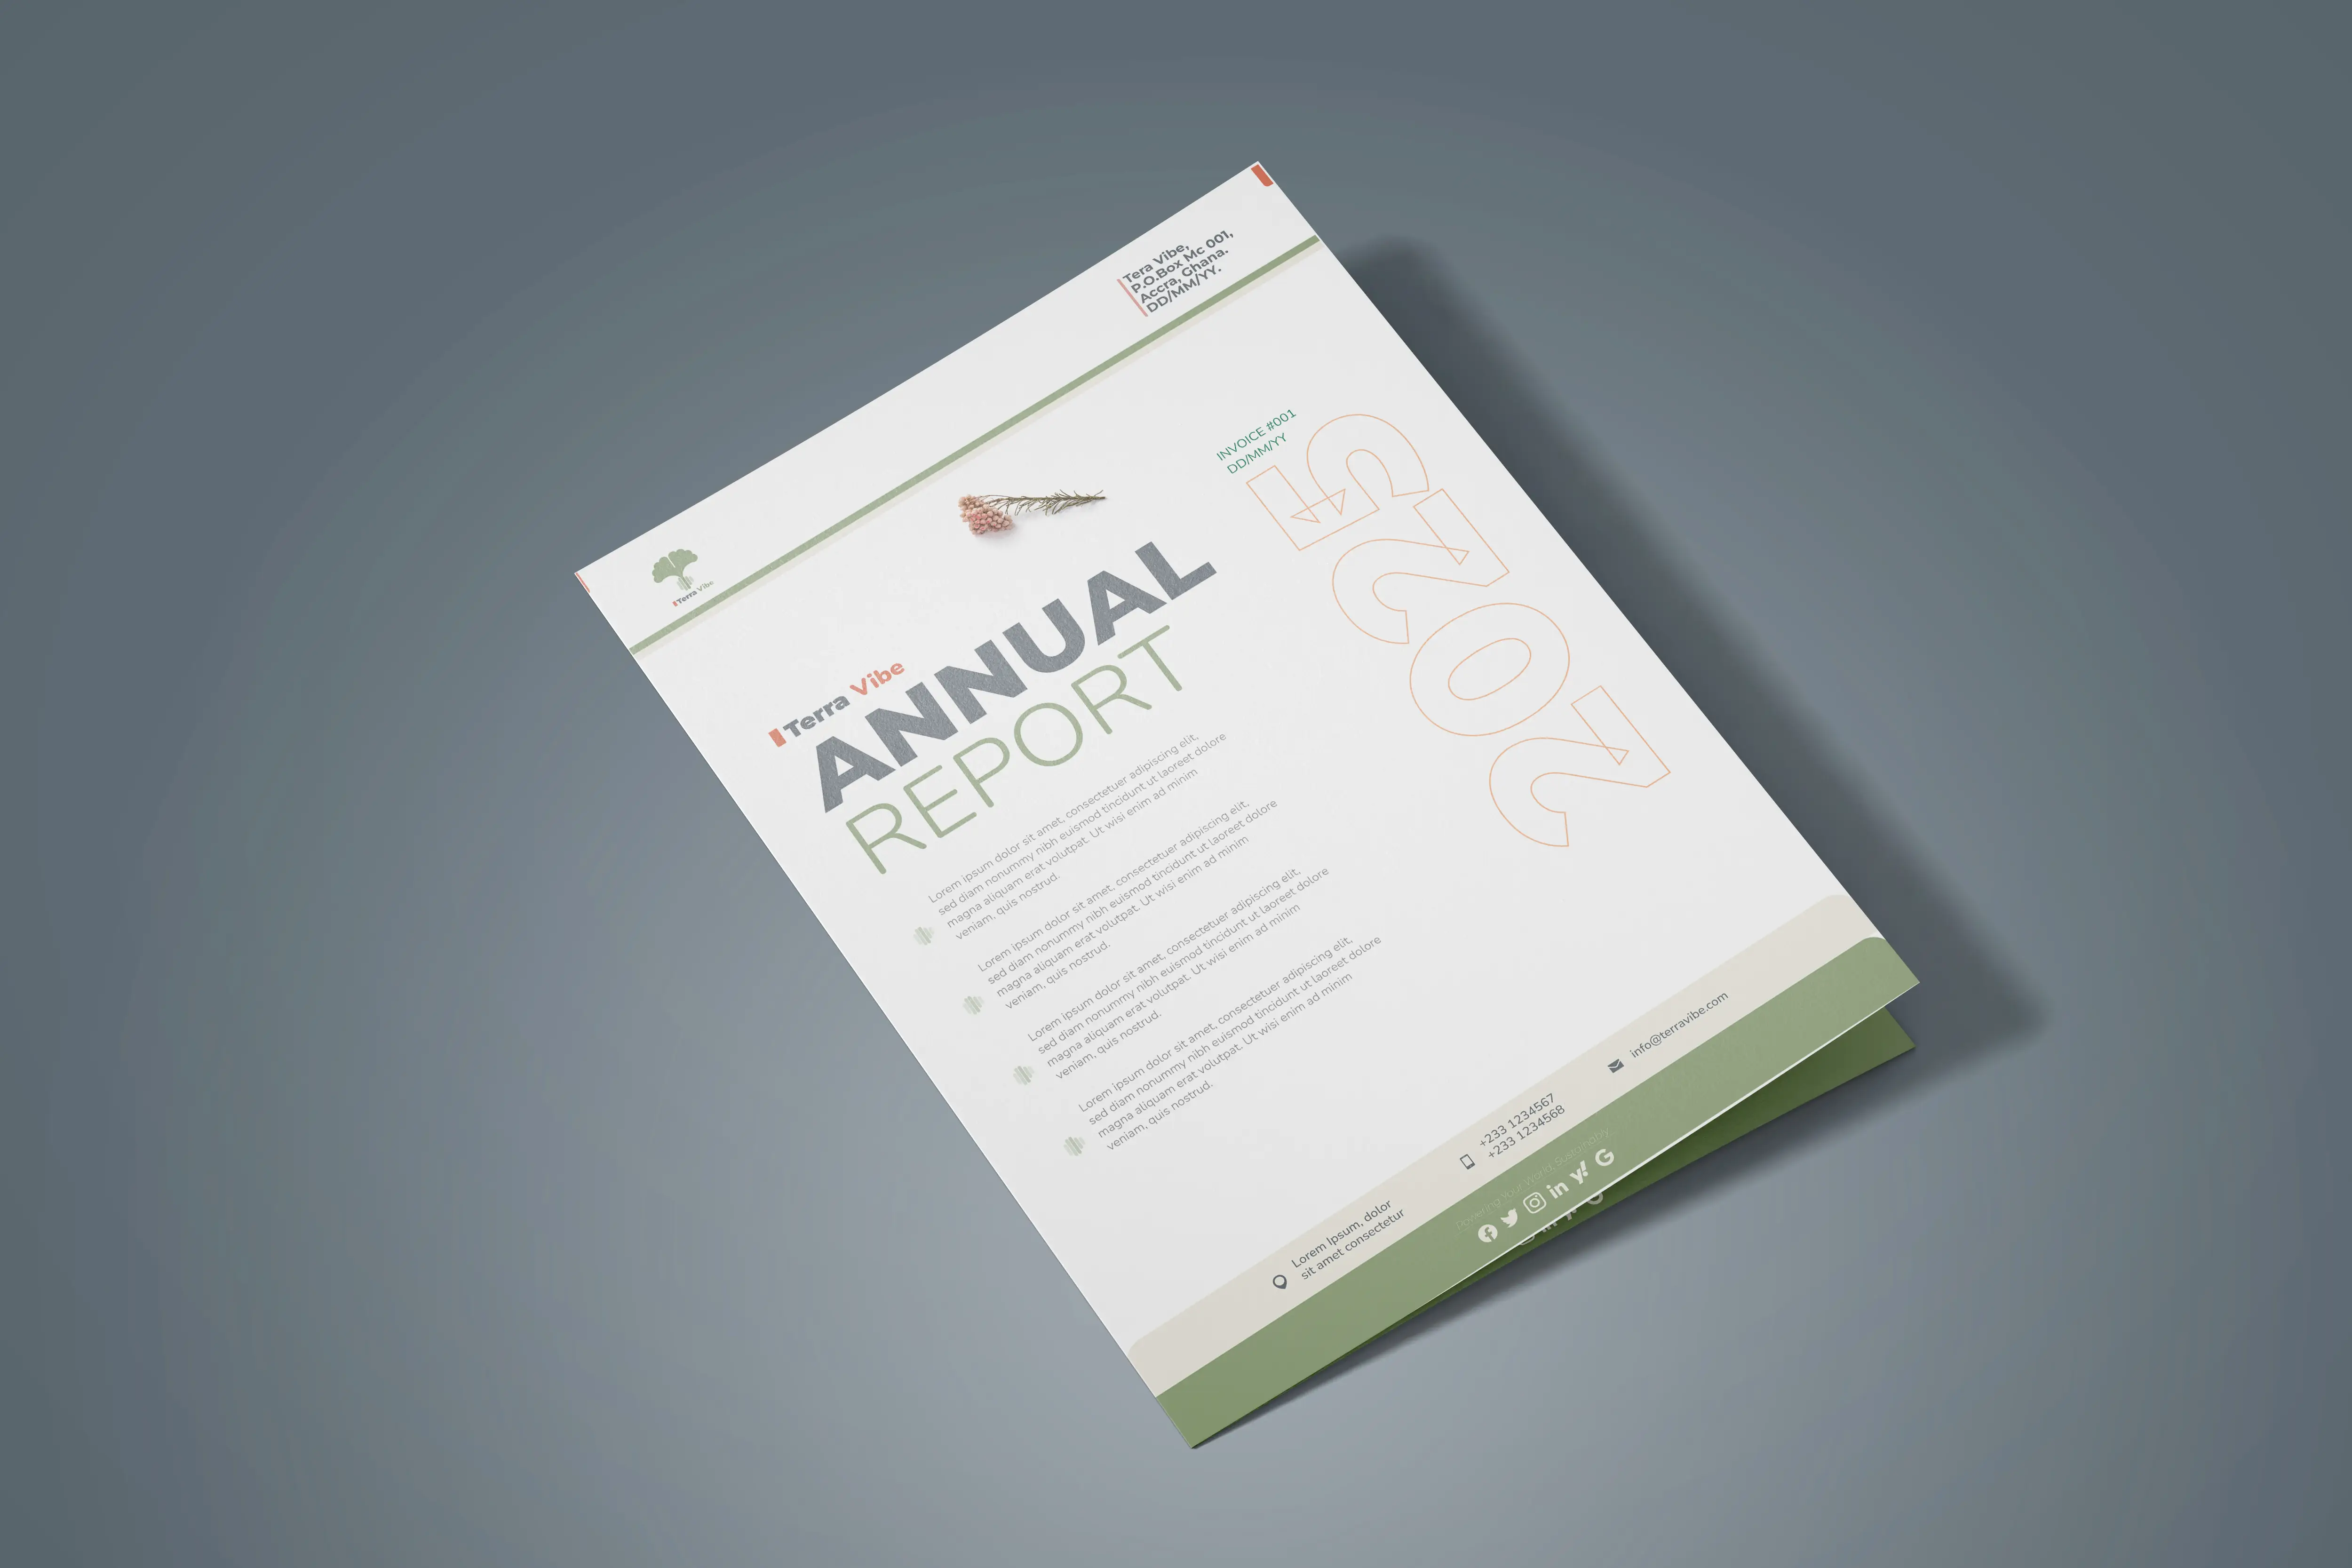 Terra Vibe
Tera Vibe,
P.O.Box Mc 001,
Accra, Ghana.
DD/MM/YY.
INVOICE #001
DD/MM/YY
2025
Terra Vibe
ANNUAL
REPORT
Lorem ipsum dolor sit amet, consectetuer adipiscing elit,
sed diam nonummy nibh euismod tincidunt ut laoreet dolore
magna aliquam erat volutpat. Ut wisi enim ad minim
veniam, quis nostrud.
Lorem ipsum dolor sit amet, consectetuer adipiscing elit,
sed diam nonummy nibh euismod tincidunt ut laoreet dolore
magna aliquam erat volutpat. Ut wisi enim ad minim
veniam, quis nostrud.
Lorem ipsum dolor sit amet, consectetuer adipiscing elit,
sed diam nonummy nibh euismod tincidunt ut laoreet dolore
magna aliquam erat volutpat. Ut wisi enim ad minim
veniam, quis nostrud.
Lorem ipsum dolor sit amet, consectetuer adipiscing elit,
sed diam nonummy nibh euismod tincidunt ut laoreet dolore
magna aliquam erat volutpat. Ut wisi enim ad minim
veniam, quis nostrud.
Lorem Ipsum, dolor
sit amet consectetur
+233 1234567
+233 1234568
info@terravibe.com
Powering Your World, Sustainably